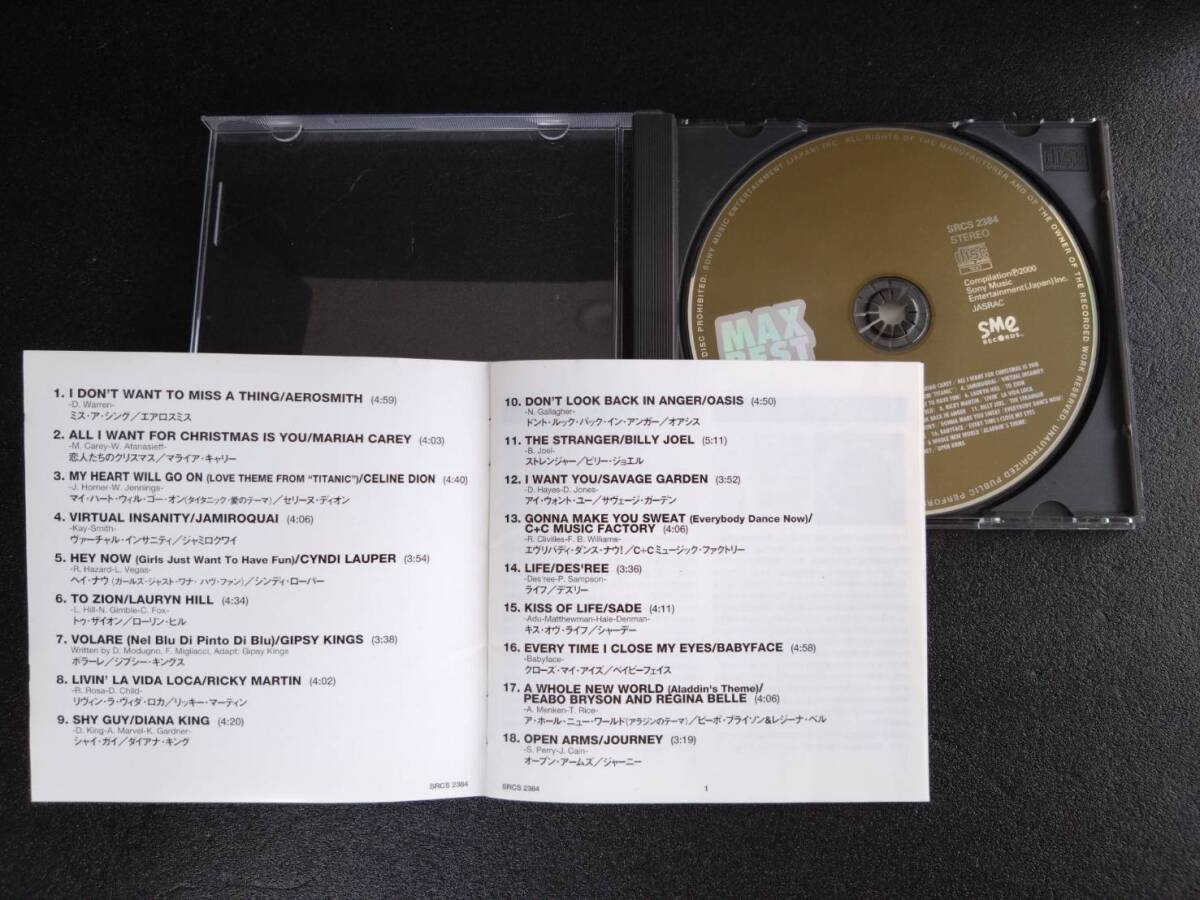 1. I DON'T WANT TO MISS A THING/AEROSMITH (4:59)
-D. Warren-
ミス・ア・シング／エアロスミス
2. ALL I WANT FOR CHRISTMAS IS YOU/MARIAH CAREY (4:03)
-M. Carey-W. Afanasieff-
恋人たちのクリスマス／マライア・キャリー
3. MY HEART WILL GO ON (LOVE THEME FROM "TITANIC")/CELINE DION (4:40)
-J. Horner-W. Jennings-
マイ・ハート・ウィル・ゴー・オン(タイタニック・愛のテーマ)／セリーヌ・ディオン
4. VIRTUAL INSANITY/JAMIROQUAI (4:06)
-Kay-Smith-
ヴァーチャル・インサニティ／ジャミロクワイ
5. HEY NOW (Girls Just Want To Have Fun)/CYNDI LAUPER (3:54)
-R. Hazard-L. Vegas-
ヘイ・ナウ (ガールズ・ジャスト・ワナ・ハヴ・ファン)／シンディ・ローパー
6. TO ZION/LAURYN HILL (4:34)
-L. Hill-N. Gimble-C. Fox-
トゥ・ザイオン／ローリン・ヒル
7. VOLARE (Nel Blu Di Pinto Di Blu)/GIPSY KINGS (3:38)
Written by D. Modugno, F. Migliacci, Adapt: Gipsy Kings
ボラーレ／ジプシー・キングス
8. LIVIN' LA VIDA LOCA/RICKY MARTIN (4:02)
-R. Rosa-D. Child-
リヴィン・ラ・ヴィダ・ロカ／リッキー・マーティン
9. SHY GUY/DIANA KING (4:20)
-D. King-A. Marvel-K. Gardner-
シャイ・ガイ／ダイアナ・キング
SRCS 2384
10. DON'T LOOK BACK IN ANGER/OASIS (4:50)
-N. Gallagher-
ドント・ルック・バック・イン・アンガー／オアシス
11. THE STRANGER/BILLY JOEL (5:11)
-B. Joel-
ストレンジャー／ビリー・ジョエル
12. I WANT YOU/SAVAGE GARDEN (3:52)
-D. Hayes-D. Jones-
アイ・ウォント・ユー／サヴェージ・ガーデン
13. GONNA MAKE YOU SWEAT (Everybody Dance Now)/
C+C MUSIC FACTORY (4:06)
-R. Clivilles-F. B. Williams-
エヴリバディ・ダンス・ナウ!／C+Cミュージック・ファクトリー
14. LIFE/DES'REE (3:36)
-Des'ree-P. Sampson-
ライフ／デズリー
15. KISS OF LIFE/SADE (4:11)
-Adu-Matthewman-Hale-Denman-
キス・オヴ・ライフ／シャーデー
16. EVERY TIME I CLOSE MY EYES/BABYFACE (4:58)
-Babyface-
クローズ・マイ・アイズ／ベイビーフェイス
17. A WHOLE NEW WORLD (Aladdin's Theme)/
PEABO BRYSON AND REGINA BELLE (4:06)
-A. Menken-T. Rice-
ア・ホール・ニュー・ワールド(アラジンのテーマ)／ピーボ・ブライソン&レジーナ・ベル
18. OPEN ARMS/JOURNEY (3:19)
-S. Perry-J. Cain-
オープン・アームズ／ジャーニー
SRCS 2384
1
DISC PROHIBITED. SONY MUSIC ENTERTAINMENT (JAPAN) INC. ALL RIGHTS OF THE MANUFACTURER AND OF THE OWNER OF THE RECORDED WORK RESERVED. UNAUTHORIZED PUBLIC
SRCS 2384
STEREO
Compilation℗2000
Sony Music
Entertainment(Japan)Inc.
JASRAC
sme
RECORDS
MAX
BEST